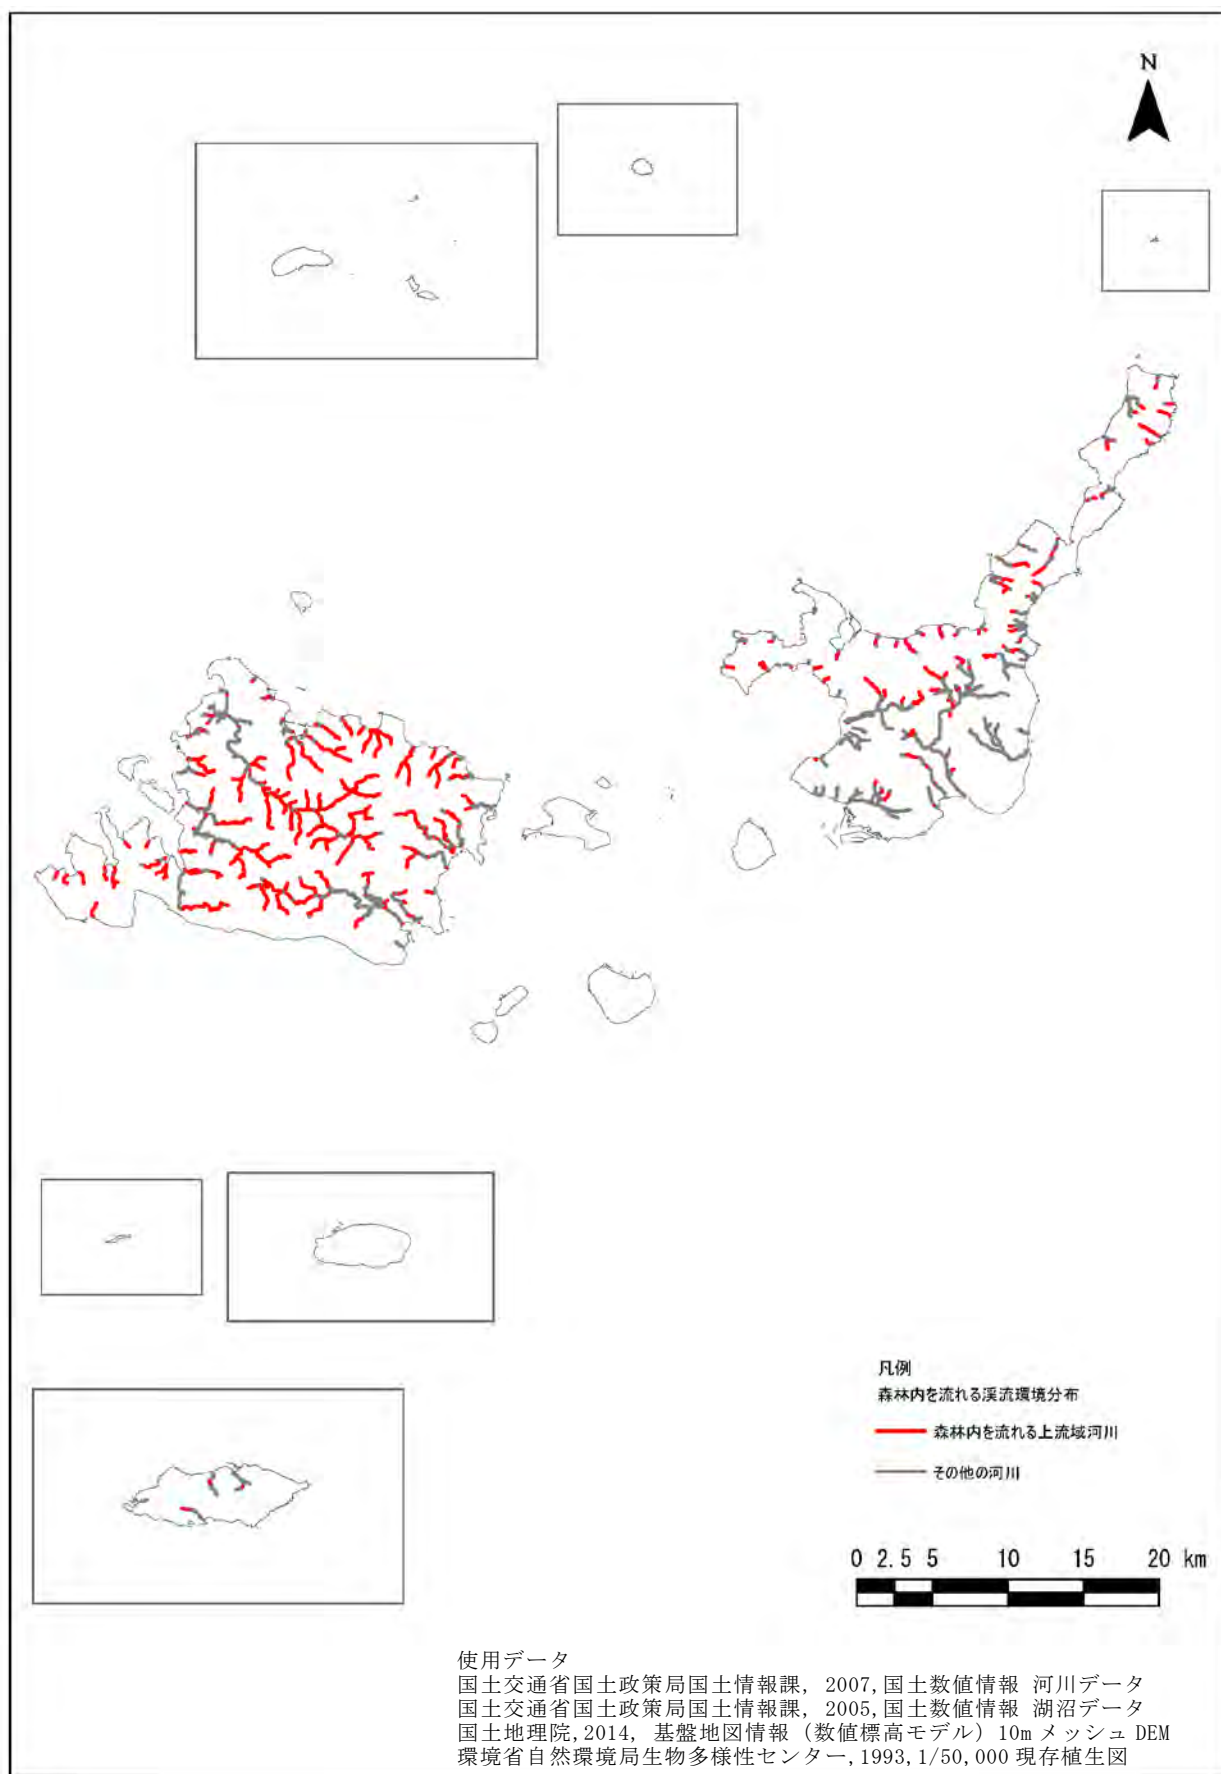 N
凡例
森林内を流れる渓流環境分布
森林内を流れる上流域河川
その他の河川
0 2.5 5 10 15 20 km
使用データ
国土交通省国土政策局国土情報課, 2007,国土数値情報 河川データ
国土交通省国土政策局国土情報課, 2005,国土数値情報 湖沼データ
国土地理院,2014, 基盤地図情報（数値標高モデル）10m メッシュ DEM
環境省自然環境局生物多様性センター,1993,1/50,000 現存植生図